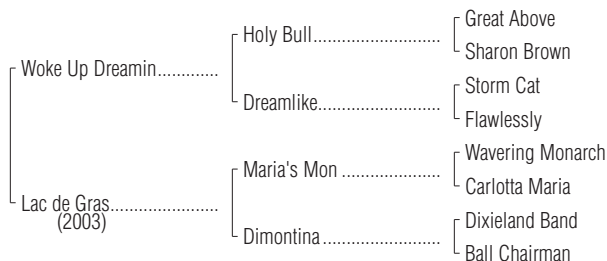 Great Above
Holy Bull..............................
Sharon Brown
Woke Up Dreamin.............
Storm Cat
Dreamlike.............................
Flawlessly
Wavering Monarch
Maria's Mon .......................
Carlotta Maria
Lac de Gras.......................
(2003)
Dixieland Band
Dimontina.............................
Ball Chairman